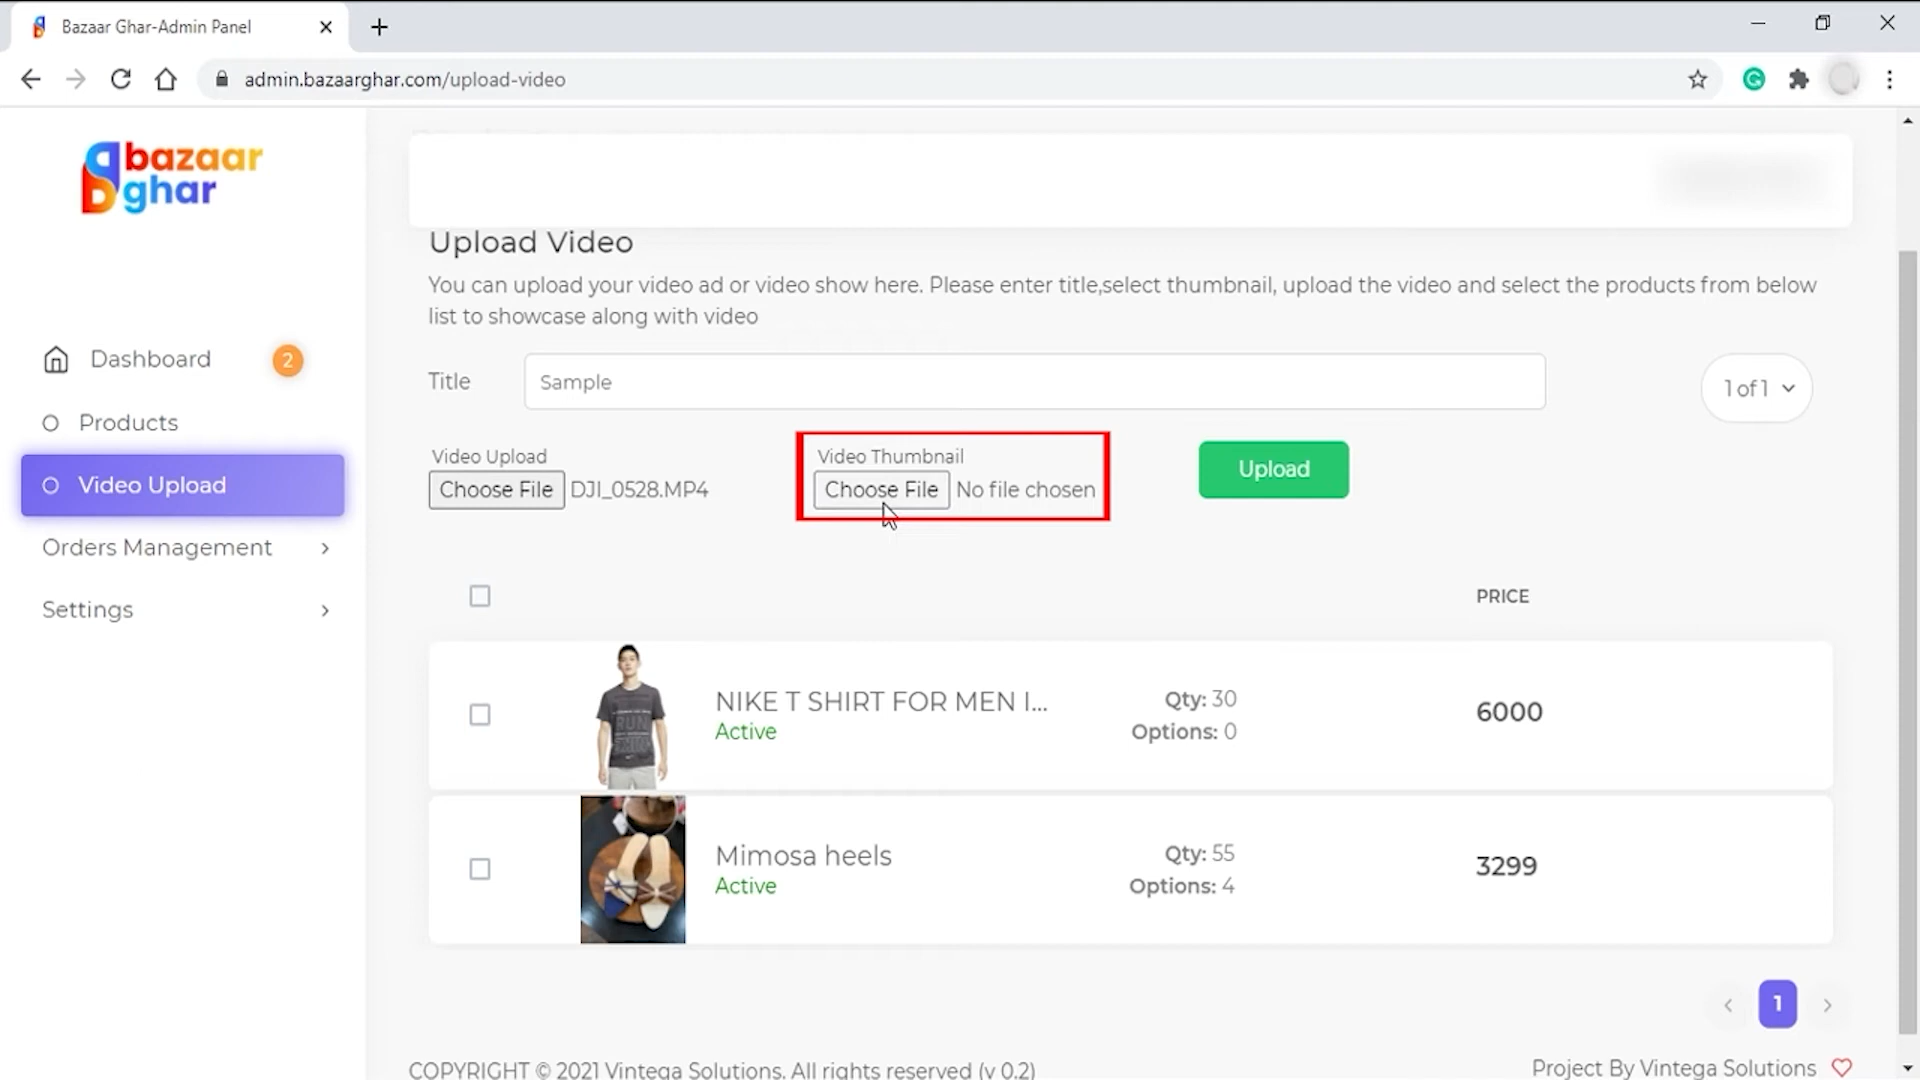 Bazaar Ghar-Admin Panel
admin.bazaarghar.com/upload-video
bazaar
ghar
Upload Video
You can upload your video ad or video show here. Please enter title,select thumbnail, upload the video and select the products from below
list to showcase along with video
Dashboard 2
Title Sample 1 of 1
Products
Video Upload Video Thumbnail
Choose File DJI_0528.MP4 Choose File No file chosen Upload
Video Upload
Orders Management
Settings
PRICE
NIKE T SHIRT FOR MEN I... Qty: 30 6000
Active Options: 0
RUN
Mimosa heels Qty: 55 3299
Active Options: 4
1
COPYRIGHT © 2021 Vintega Solutions. All rights reserved (v 0.2) Project By Vintega Solutions